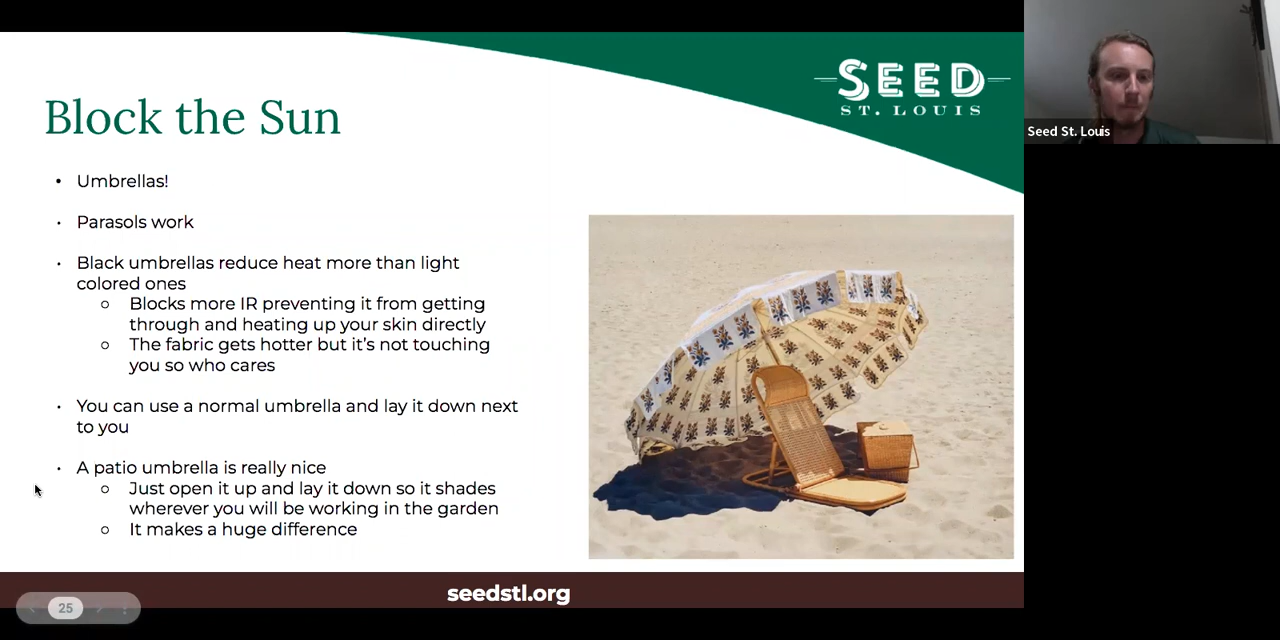 SEED
ST. LOUIS
Seed St. Louis
Block the Sun
• Umbrellas!
• Parasols work
• Black umbrellas reduce heat more than light
colored ones
○ Blocks more IR preventing it from getting
through and heating up your skin directly
○ The fabric gets hotter but it's not touching
you so who cares
• You can use a normal umbrella and lay it down next
to you
• A patio umbrella is really nice
○ Just open it up and lay it down so it shades
wherever you will be working in the garden
○ It makes a huge difference
seedstl.org
25